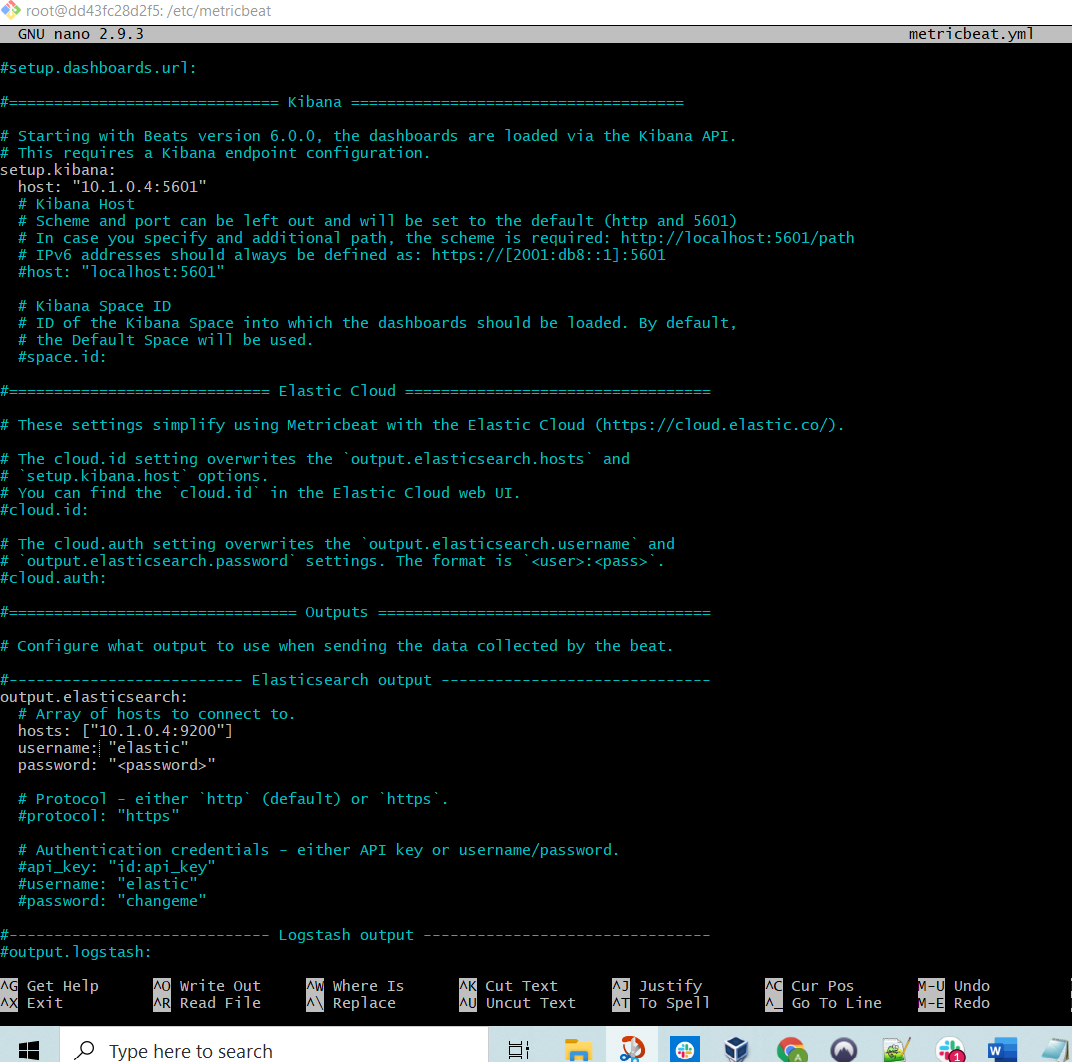 root@dd43fc28d2f5: /etc/metricbeat
GNU nano 2.9.3 metricbeat.yml
#setup.dashboards.url:
#============================== Kibana =====================================
# Starting with Beats version 6.0.0, the dashboards are loaded via the Kibana API.
# This requires a Kibana endpoint configuration.
setup.kibana:
  host: "10.1.0.4:5601"
  # Kibana Host
  # Scheme and port can be left out and will be set to the default (http and 5601)
  # In case you specify and additional path, the scheme is required: http://localhost:5601/path
  # IPv6 addresses should always be defined as: https://[2001:db8::1]:5601
  #host: "localhost:5601"
  # Kibana Space ID
  # ID of the Kibana Space into which the dashboards should be loaded. By default,
  # the Default Space will be used.
  #space.id:
#============================= Elastic Cloud ==================================
# These settings simplify using Metricbeat with the Elastic Cloud (https://cloud.elastic.co/).
# The cloud.id setting overwrites the `output.elasticsearch.hosts` and
# `setup.kibana.host` options.
# You can find the `cloud.id` in the Elastic Cloud web UI.
#cloud.id:
# The cloud.auth setting overwrites the `output.elasticsearch.username` and
# `output.elasticsearch.password` settings. The format is `<user>:<pass>`.
#cloud.auth:
#================================ Outputs =====================================
# Configure what output to use when sending the data collected by the beat.
#-------------------------- Elasticsearch output ------------------------------
output.elasticsearch:
  # Array of hosts to connect to.
  hosts: ["10.1.0.4:9200"]
  username: "elastic"
  password: "<password>"
  # Protocol - either `http` (default) or `https`.
  #protocol: "https"
  # Authentication credentials - either API key or username/password.
  #api_key: "id:api_key"
  #username: "elastic"
  #password: "changeme"
#----------------------------- Logstash output --------------------------------
#output.logstash:
^G Get Help ^O Write Out ^W Where Is ^K Cut Text ^J Justify ^C Cur Pos M-U Undo
^X Exit ^R Read File ^\ Replace ^U Uncut Text ^T To Spell ^_ Go To Line M-E Redo
Type here to search
A
1
W